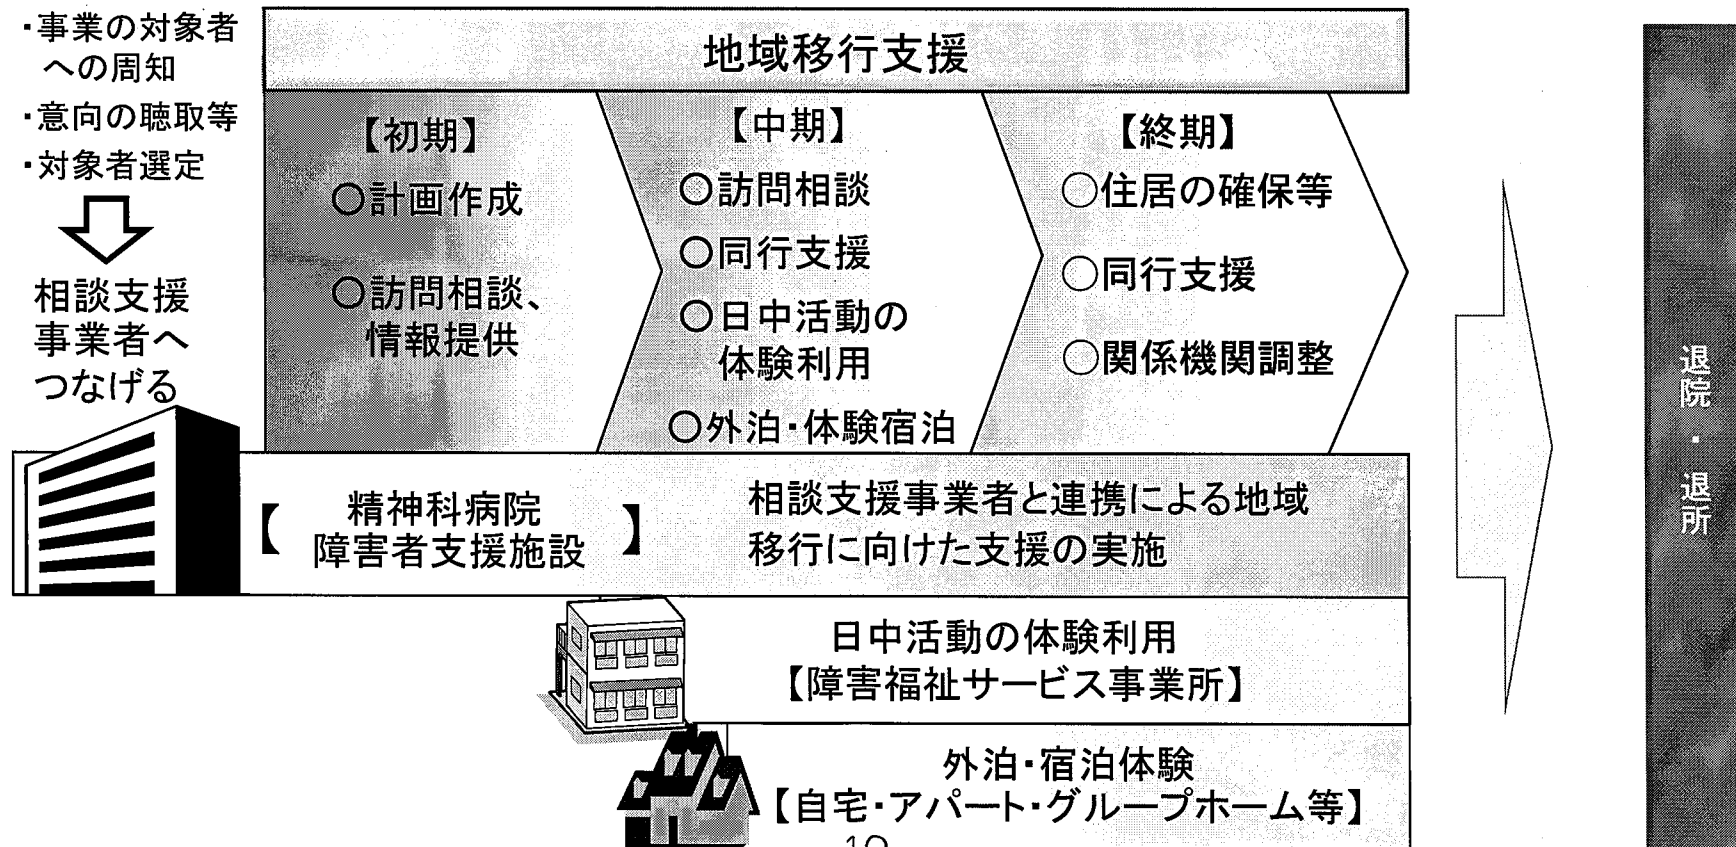 ・事業の対象者
への周知
・意向の聴取等
・対象者選定
相談支援
事業者へ
つなげる
地域移行支援
【初期】
○計画作成
○訪問相談、
情報提供
【中期】
○訪問相談
○同行支援
○日中活動の
体験利用
○外泊・体験宿泊
【終期】
○住居の確保等
○同行支援
○関係機関調整
【 精神科病院
障害者支援施設 】
相談支援事業者と連携による地域
移行に向けた支援の実施
日中活動の体験利用
【障害福祉サービス事業所】
外泊・宿泊体験
【自宅・アパート・グループホーム等】
退院・退所